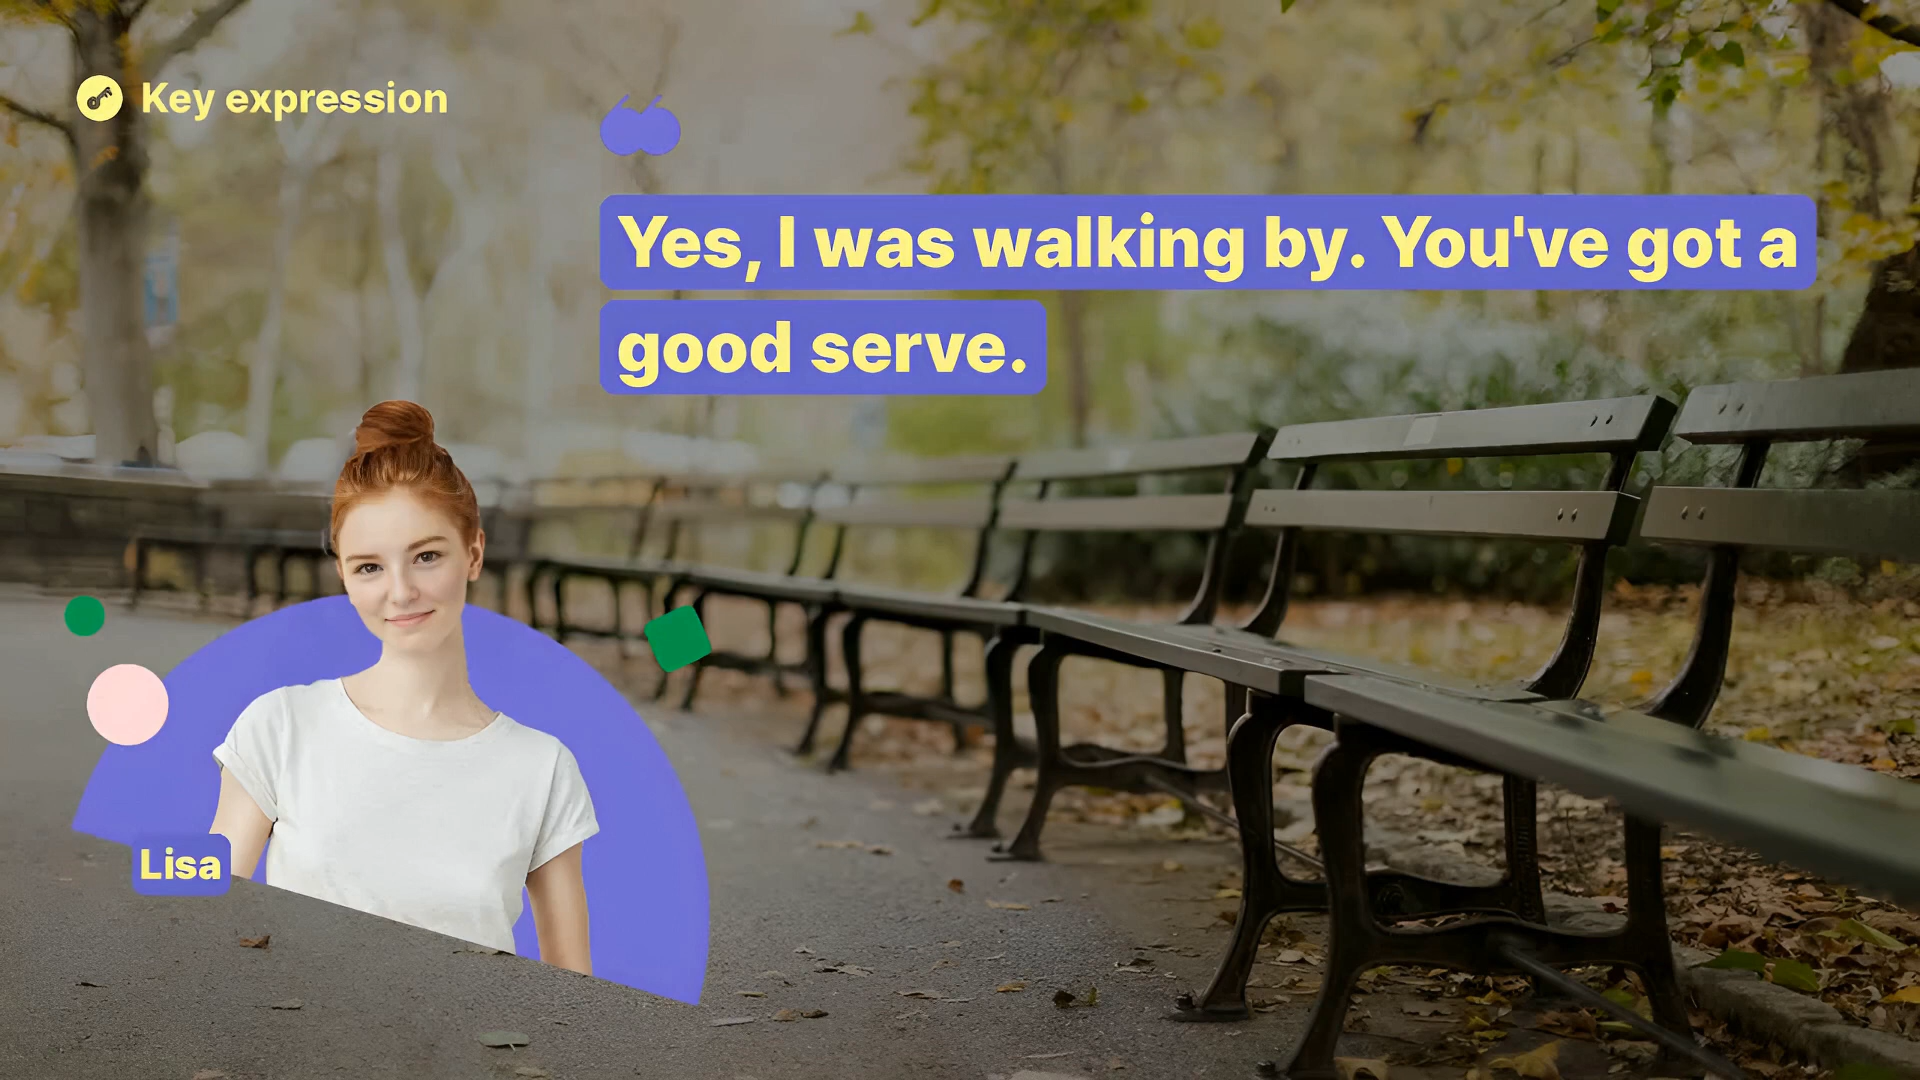 Key expression
Yes, I was walking by. You've got a
good serve.
Lisa